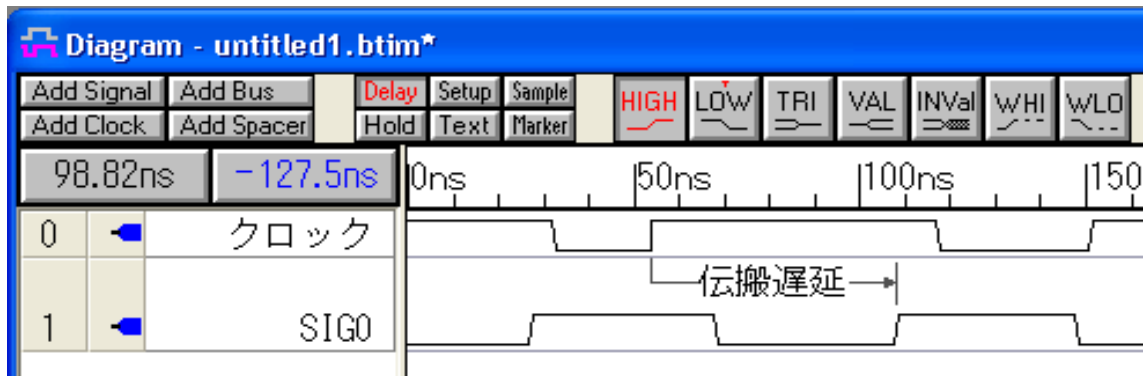 Diagram - untitled1.btim*
Add Signal Add Bus Delay Setup Sample HIGH LOW TRI VAL INVal WHI WLO
Add Clock Add Spacer Hold Text Marker
98.82ns -127.5ns 0ns 50ns 100ns 150
0 クロック
伝搬遅延
1 SIG0